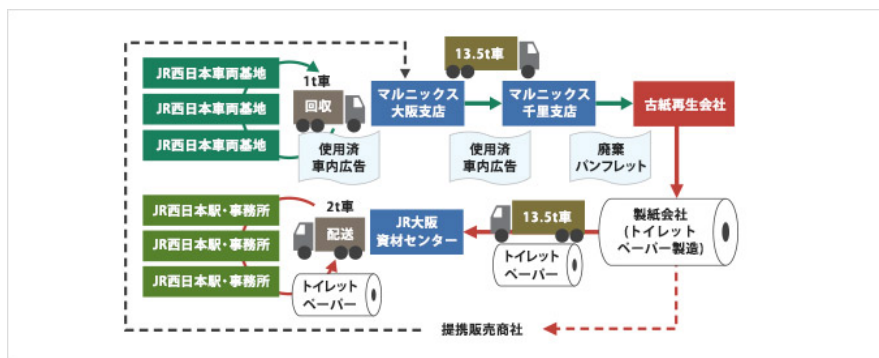 JR西日本車両基地
JR西日本車両基地
JR西日本車両基地
1t車
回収
使用済
車内広告
マルニックス
大阪支店
13.5t車
使用済
車内広告
マルニックス
千里支店
廃棄
パンフレット
古紙再生会社
製紙会社
(トイレット
ペーパー製造)
13.5t車
トイレット
ペーパー
JR大阪
資材センター
2t車
配送
トイレット
ペーパー
JR西日本駅・事務所
JR西日本駅・事務所
JR西日本駅・事務所
提携販売商社